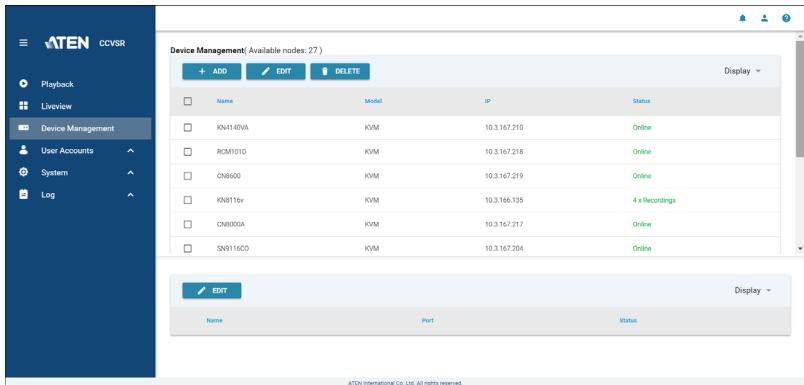 ATEN CCVSR
Playback
Liveview
Device Management
User Accounts
System
Log
Device Management( Available nodes: 27 )
+ ADD EDIT DELETE Display
Name Model IP Status
KN4140VA KVM 10.3.167.210 Online
RCM101D KVM 10.3.167.218 Online
CN8600 KVM 10.3.167.219 Online
KN8116v KVM 10.3.166.135 4 x Recordings
CN8000A KVM 10.3.167.217 Online
SN9116CO KVM 10.3.167.204 Online
EDIT Display
Name Port Status
ATEN International Co. Ltd. All rights reserved.